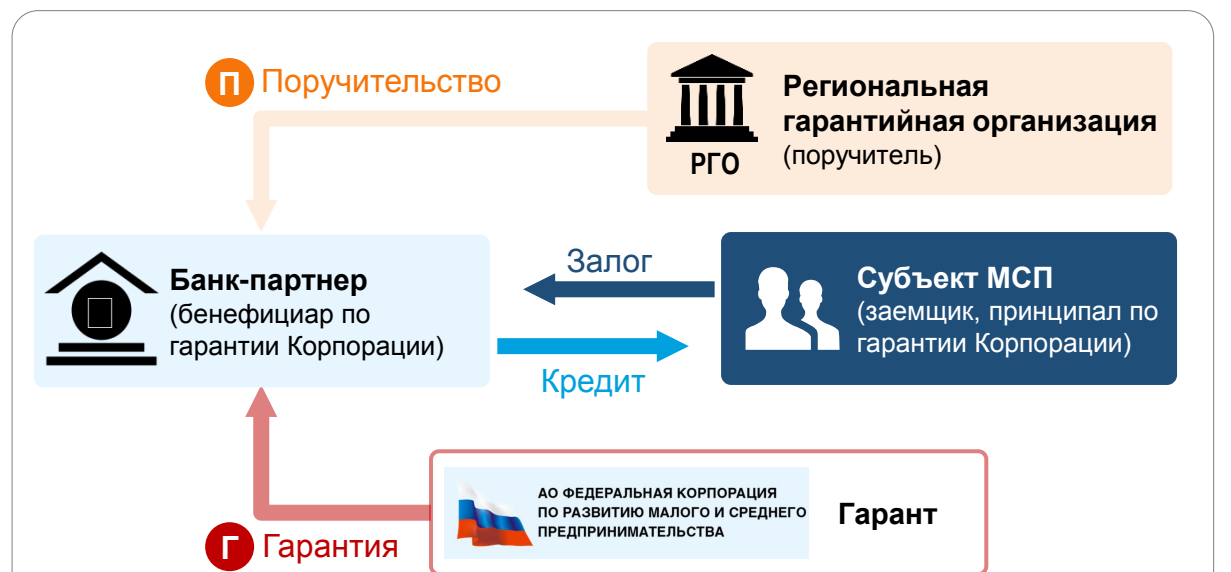 П Поручительство
РГО
Региональная
гарантийная организация
(поручитель)
Банк-партнер
(бенефициар по
гарантии Корпорации)
Залог
Кредит
Субъект МСП
(заемщик, принципал по
гарантии Корпорации)
АО ФЕДЕРАЛЬНАЯ КОРПОРАЦИЯ
ПО РАЗВИТИЮ МАЛОГО И СРЕДНЕГО
ПРЕДПРИНИМАТЕЛЬСТВА
Гарант
Г Гарантия